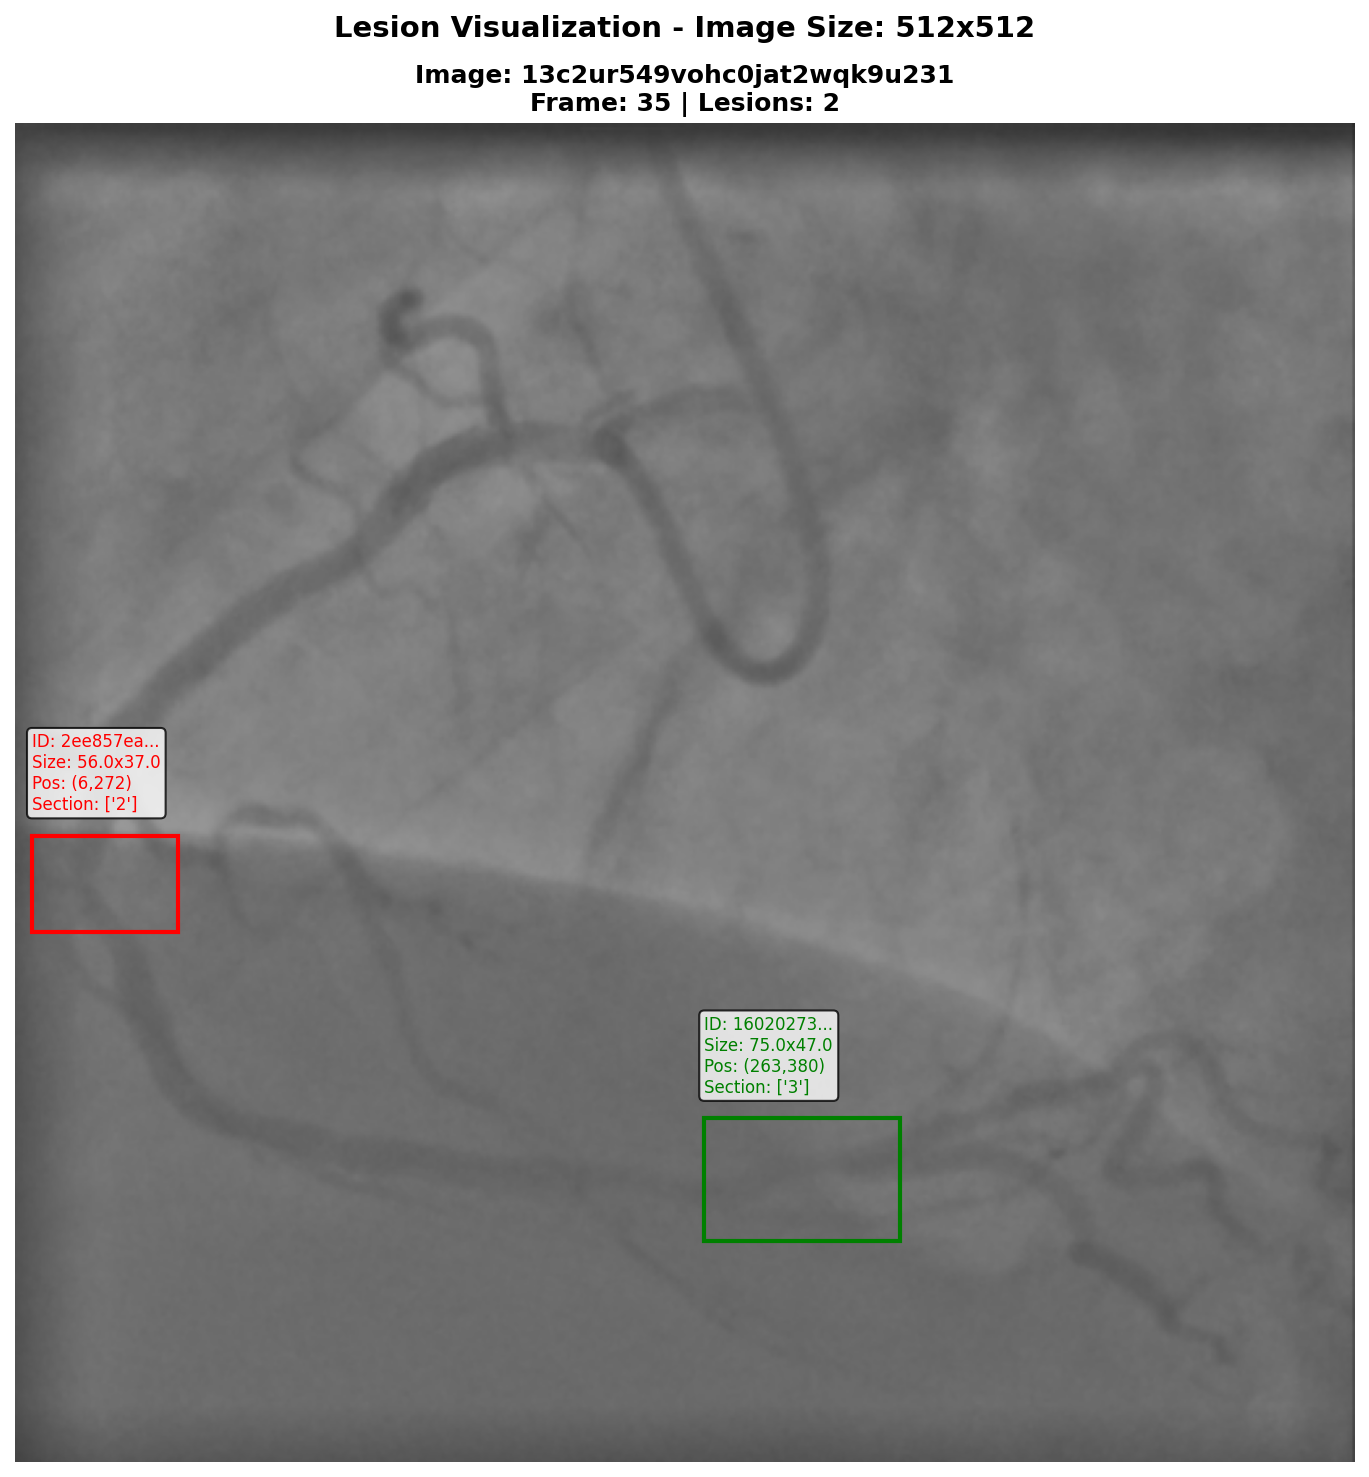 Lesion Visualization - Image Size: 512x512
Image: 13c2ur549vohc0jat2wqk9u231
Frame: 35 | Lesions: 2
ID: 2ee857ea...
Size: 56.0x37.0
Pos: (6,272)
Section: ['2']
ID: 16020273...
Size: 75.0x47.0
Pos: (263,380)
Section: ['3']